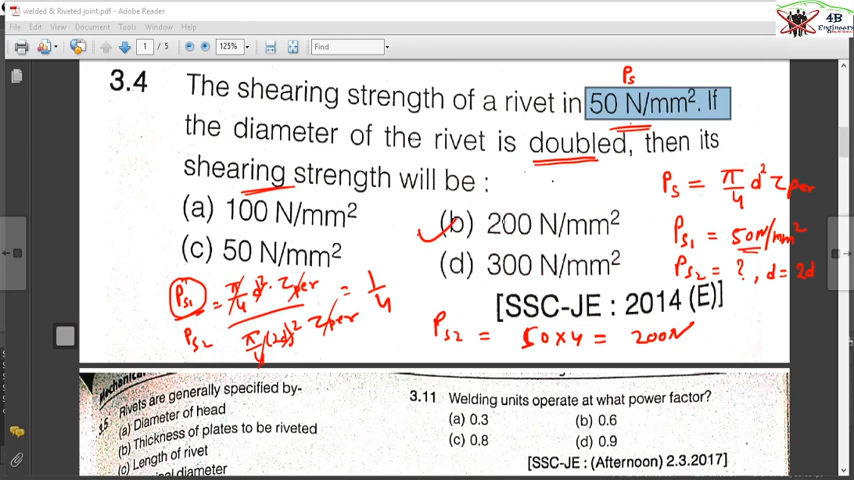 welded & Riveted joint.pdf - Adobe Reader
File Edit View Document Tools Window Help
1 / 5 125% Find
4B
Engineers
Ps
3.4 The shearing strength of a rivet in 50 N/mm². If
the diameter of the rivet is doubled, then its
shearing strength will be :
(a) 100 N/mm² (b) 200 N/mm²
(c) 50 N/mm² (d) 300 N/mm²
[SSC-JE : 2014 (E)]
Ps = π/4 d² τper
Ps1 = 50N/mm²
Ps2 = ?, d = 2d
Ps1/Ps2 = π/4 d² · τper / π/4 (2d)² τper = 1/4
Ps2 = 50×4 = 200N
Rivets are generally specified by-
(a) Diameter of head
(b) Thickness of plates to be riveted
(c) Length of rivet
diameter
3.11 Welding units operate at what power factor?
(a) 0.3 (b) 0.6
(c) 0.8 (d) 0.9
[SSC-JE : (Afternoon) 2.3.2017]